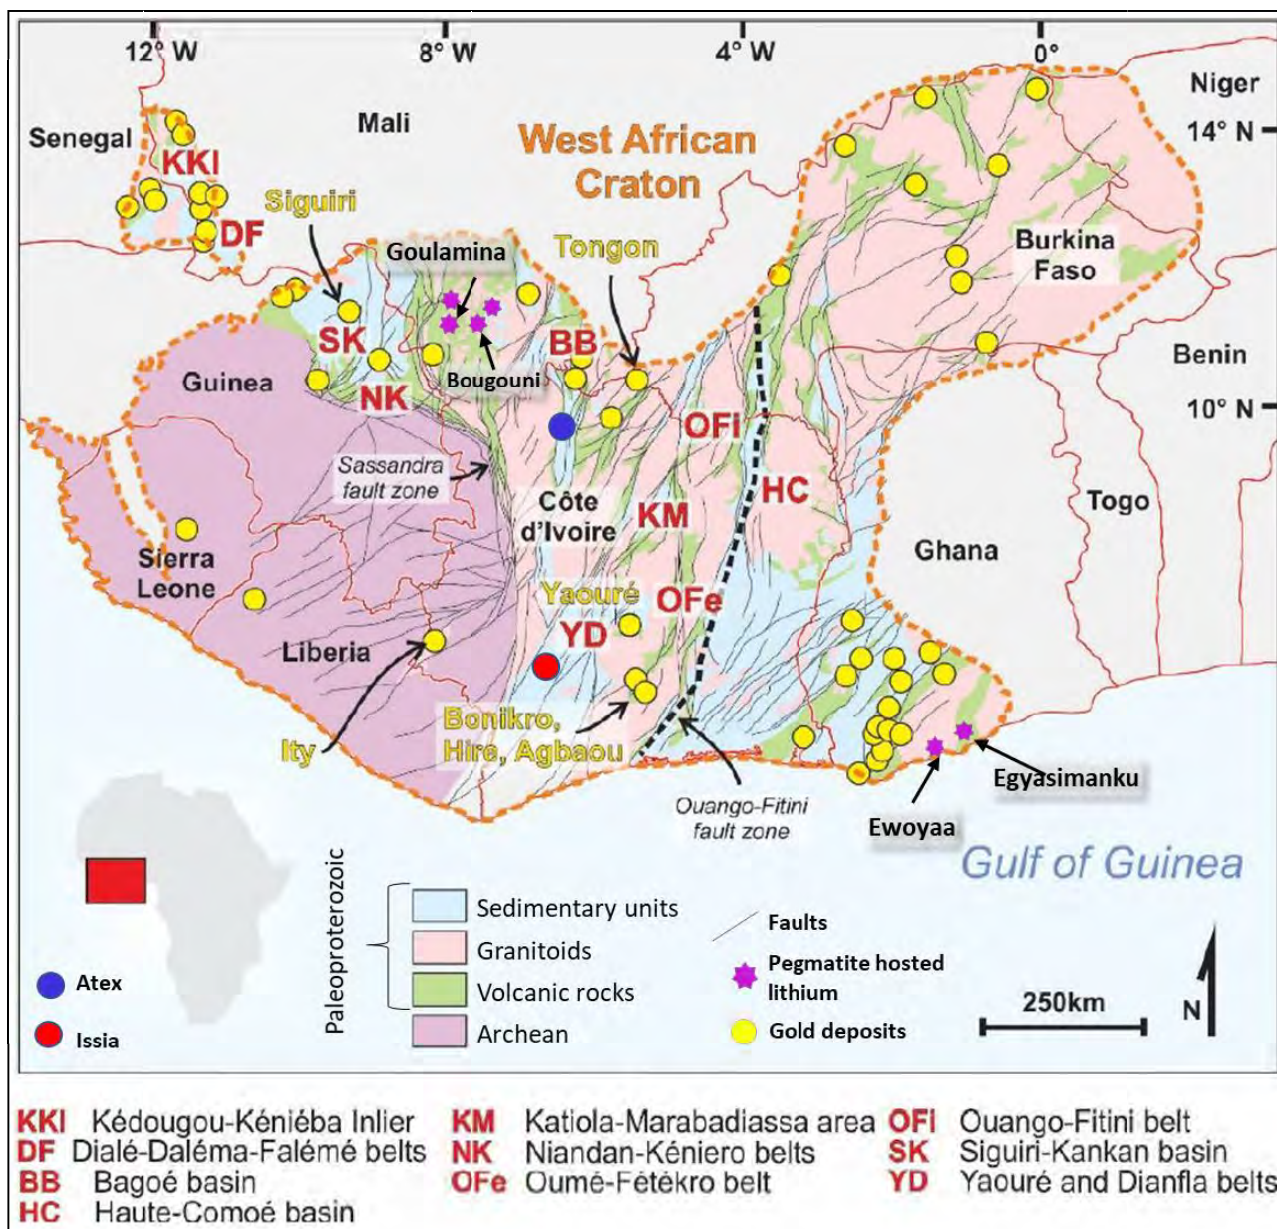 12° W
8° W
4° W
0°
Niger
14° N
Senegal
Mali
West African
Craton
KKI
Siguiri
DF
Goulamina
Tongon
Burkina
Faso
SK
BB
Benin
Guinea
NK
Bougouni
10° N
OFi
Sassandra
fault zone
HC
Côte
d'Ivoire
KM
Togo
Ghana
Sierra
Leone
Yaouré
OFe
YD
Liberia
Bonikro,
Hire, Agbaou
Ity
Egyasimanku
Ouango-Fitini
fault zone
Ewoyaa
Gulf of Guinea
Paleoproterozoic
Sedimentary units
Granitoids
Volcanic rocks
Archean
Faults
Pegmatite hosted
lithium
Gold deposits
Atex
Issia
250km
N
KKI Kédougou-Kéniéba Inlier KM Katiola-Marabadiassa area OFI Ouango-Fitini belt
DF Dialé-Daléma-Falémé belts NK Niandan-Kéniero belts SK Siguiri-Kankan basin
BB Bagoé basin OFe Oumé-Fétékro belt YD Yaouré and Dianfla belts
HC Haute-Comoé basin